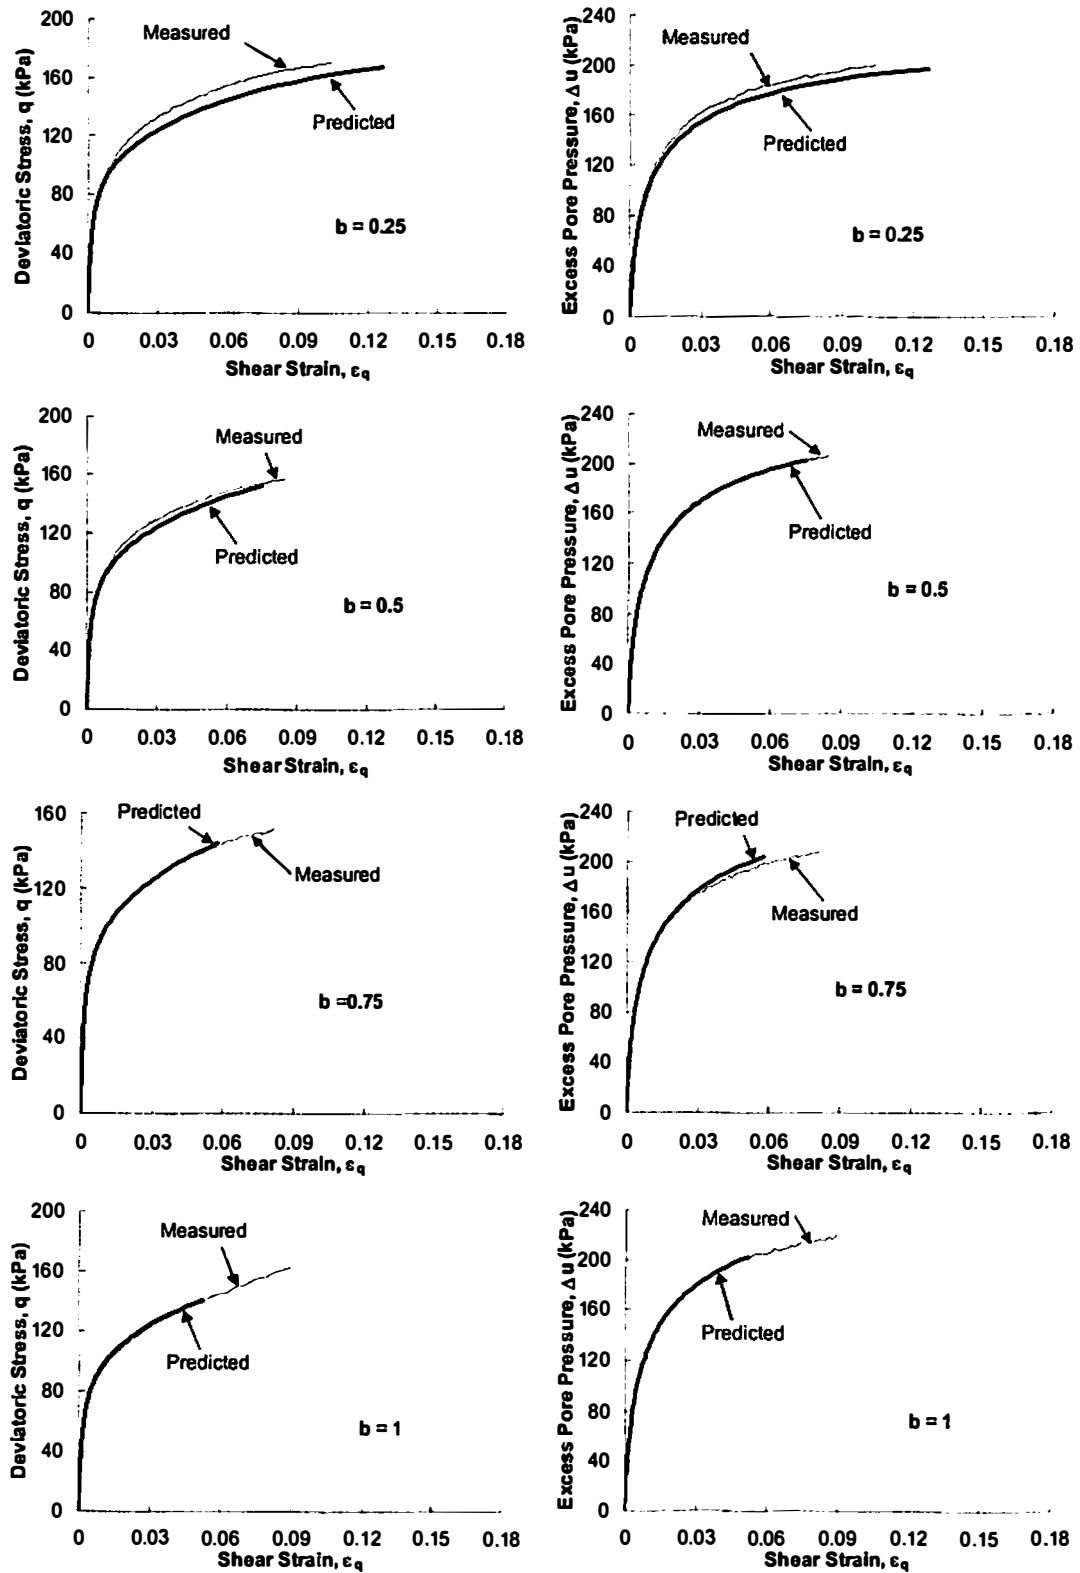 200
160
120
80
40
0
Deviatoric Stress, q (kPa)
Measured
Predicted
b = 0.25
0 0.03 0.06 0.09 0.12 0.15 0.18
Shear Strain, εq
240
200
160
120
80
40
0
Excess Pore Pressure, Δu (kPa)
Measured
Predicted
b = 0.25
0 0.03 0.06 0.09 0.12 0.15 0.18
Shear Strain, εq
200
160
120
80
40
0
Deviatoric Stress, q (kPa)
Measured
Predicted
b = 0.5
0 0.03 0.06 0.09 0.12 0.15 0.18
Shear Strain, εq
240
200
160
120
80
40
0
Excess Pore Pressure, Δu (kPa)
Measured
Predicted
b = 0.5
0 0.03 0.06 0.09 0.12 0.15 0.18
Shear Strain, εq
160
120
80
40
0
Deviatoric Stress, q (kPa)
Predicted
Measured
b =0.75
0 0.03 0.06 0.09 0.12 0.15 0.18
Shear Strain, εq
240
200
160
120
80
40
0
Excess Pore Pressure, Δu (kPa)
Predicted
Measured
b = 0.75
0 0.03 0.06 0.09 0.12 0.15 0.18
Shear Strain, εq
200
160
120
80
40
0
Deviatoric Stress, q (kPa)
Measured
Predicted
b = 1
0 0.03 0.06 0.09 0.12 0.15 0.18
Shear Strain, εq
240
200
160
120
80
40
0
Excess Pore Pressure, Δu (kPa)
Measured
Predicted
b = 1
0 0.03 0.06 0.09 0.12 0.15 0.18
Shear Strain, εq